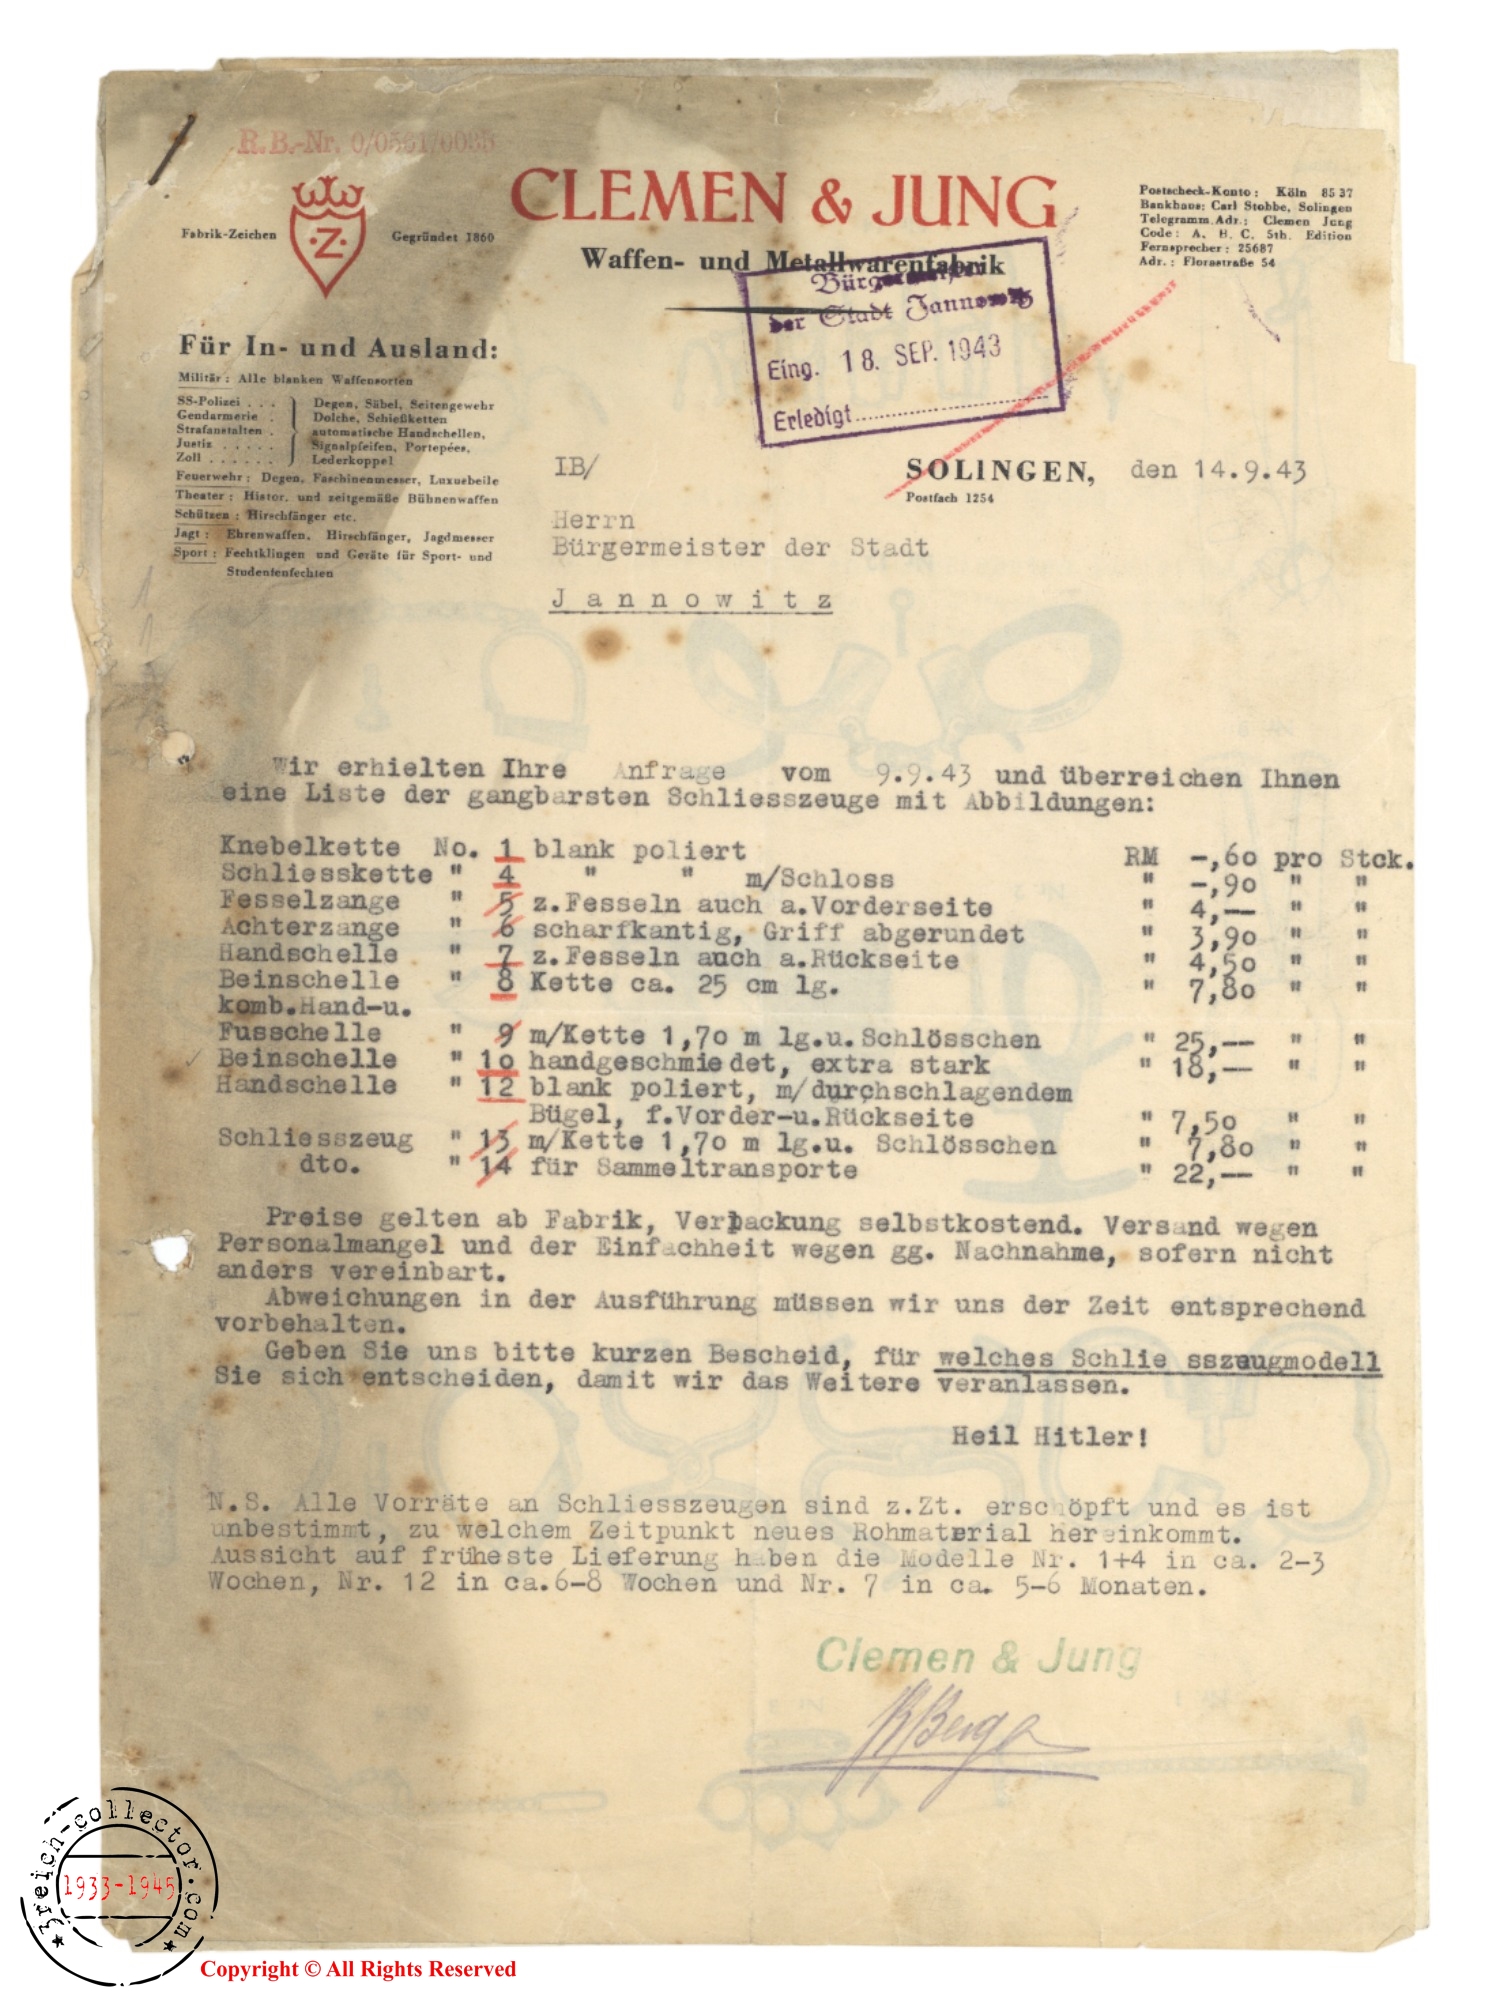 R.B.-Nr. 0/0561/0035
CLEMEN & JUNG
Waffen- und Metallwarenfabrik
Fabrik-Zeichen
Z
Gegründet 1860
Postscheck-Konto: Köln 85 37
Bankhaus: Carl Stobbe, Solingen
Telegramm.Adr.: Clemen Jung
Code: A. B. C. 5th. Edition
Fernsprecher: 25687
Adr.: Florastraße 54
Bürgermeister
der Stadt Jannowitz
Eing. 18. SEP. 1943
Erledigt
Für In- und Ausland:
Militär: Alle blanken Waffensorten
SS-Polizei . . . Degen, Säbel, Seitengewehr
Gendarmerie . Dolche, Schießketten
Strafanstalten . automatische Handschellen,
Justiz . . . . . Signalpfeifen, Portepées,
Zoll . . . . . . Lederkoppel
Feuerwehr: Degen, Faschinenmesser, Luxusbeile
Theater: Histor. und zeitgemäße Bühnenwaffen
Schützen: Hirschfänger etc.
Jagt: Ehrenwaffen, Hirschfänger, Jagdmesser
Sport: Fechtklingen und Geräte für Sport- und
Studentenfechten
IB/
SOLINGEN, den 14.9.43
Postfach 1254
Herrn
Bürgermeister der Stadt
Jannowitz
Wir erhielten Ihre Anfrage vom 9.9.43 und überreichen Ihnen
eine Liste der gangbarsten Schliesszeuge mit Abbildungen:
Knebelkette No. 1 blank poliert RM -,60 pro Stck.
Schliesskette " 4 " " m/Schloss " -,90 " "
Fesselzange " 5 z.Fesseln auch a.Vorderseite " 4,-- " "
Achterzange " 6 scharfkantig, Griff abgerundet " 3,90 " "
Handschelle " 7 z.Fesseln auch a.Rückseite " 4,50 " "
Beinschelle " 8 Kette ca. 25 cm lg. " 7,80 " "
komb.Hand-u.
Fusschelle " 9 m/Kette 1,70 m lg.u.Schlösschen " 25,-- " "
Beinschelle " 10 handgeschmiedet, extra stark " 18,-- " "
Handschelle " 12 blank poliert, m/durchschlagendem
Bügel, f.Vorder-u.Rückseite " 7,50 " "
Schliesszeug " 13 m/Kette 1,70 m lg.u. Schlösschen " 7,80 " "
dto. " 14 für Sammeltransporte " 22,-- " "
Preise gelten ab Fabrik, Verpackung selbstkostend. Versand wegen
Personalmangel und der Einfachheit wegen gg. Nachnahme, sofern nicht
anders vereinbart.
Abweichungen in der Ausführung müssen wir uns der Zeit entsprechend
vorbehalten.
Geben Sie uns bitte kurzen Bescheid, für welches Schlie sszeugmodell
Sie sich entscheiden, damit wir das Weitere veranlassen.
Heil Hitler!
N.S. Alle Vorräte an Schliesszeugen sind z.Zt. erschöpft und es ist
unbestimmt, zu welchem Zeitpunkt neues Rohmaterial hereinkommt.
Aussicht auf früheste Lieferung haben die Modelle Nr. 1+4 in ca. 2-3
Wochen, Nr. 12 in ca.6-8 Wochen und Nr. 7 in ca. 5-6 Monaten.
Clemen & Jung
3reich-collector.com
1933-1945
Copyright © All Rights Reserved